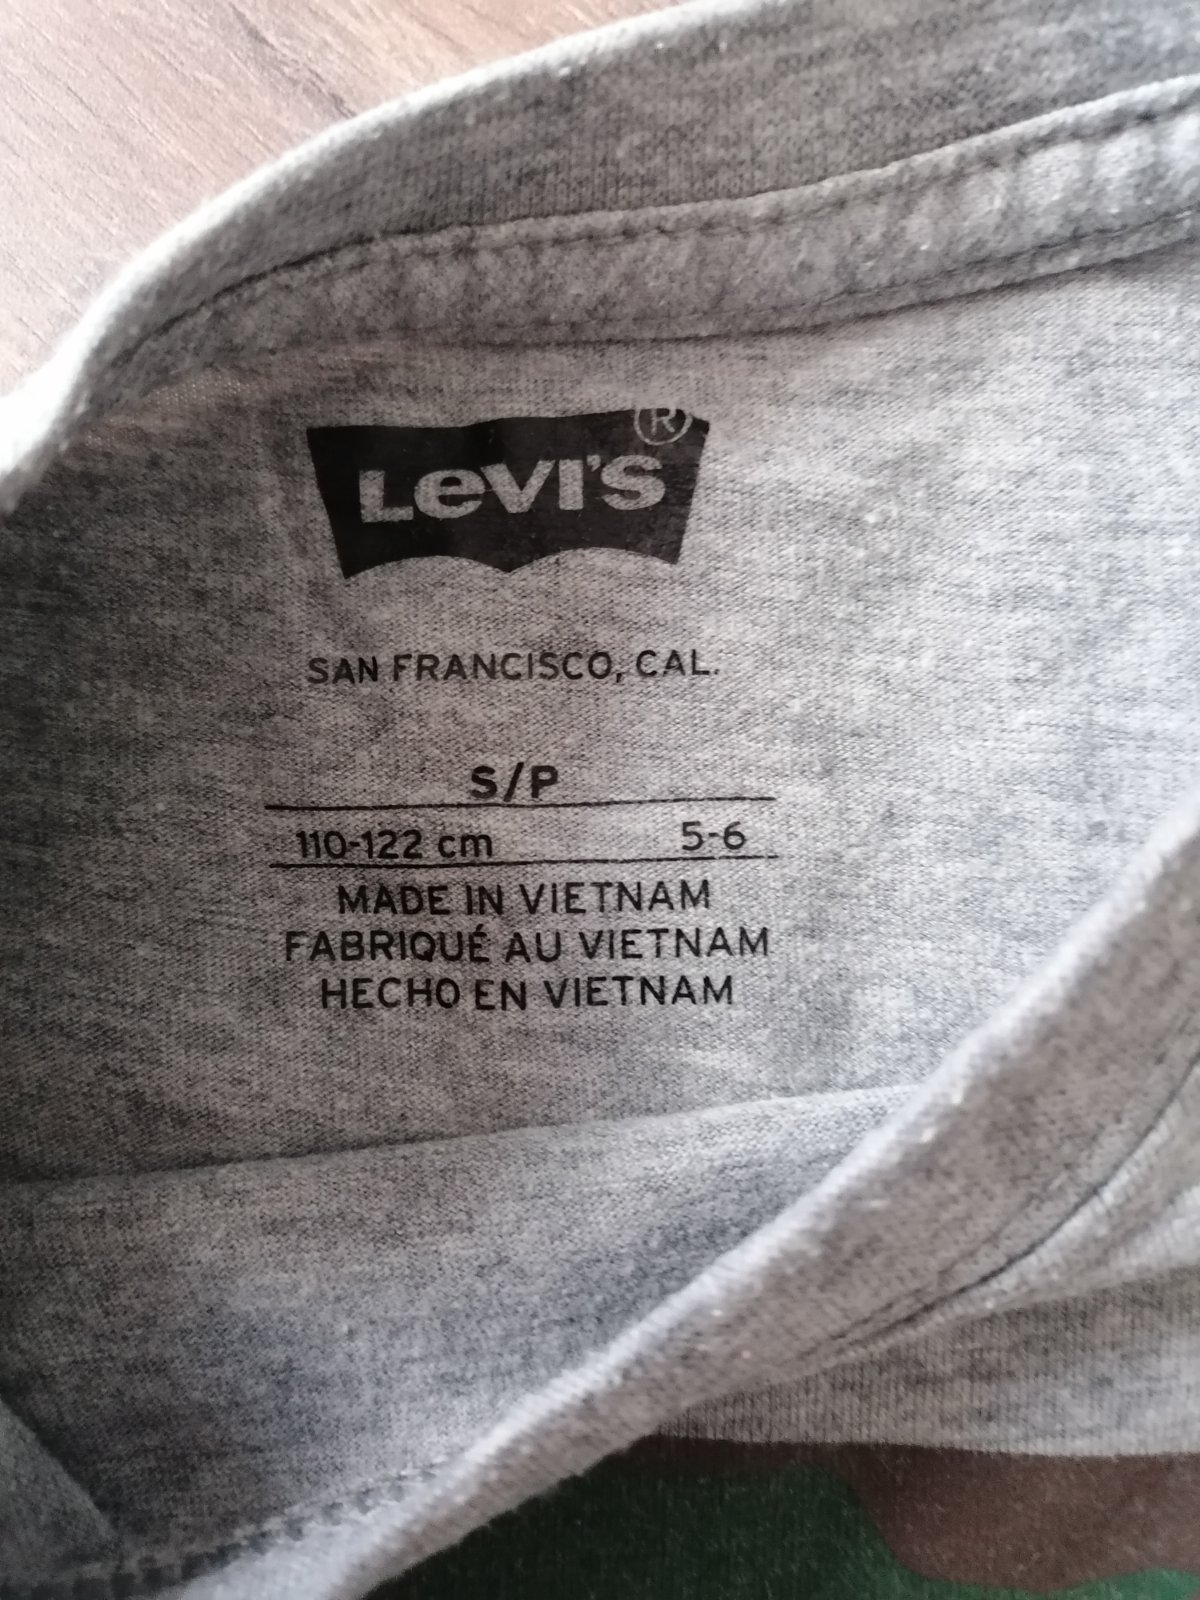 LEVI'S®
SAN FRANCISCO, CAL.
S/P
110-122 cm 5-6
MADE IN VIETNAM
FABRIQUÉ AU VIETNAM
HECHO EN VIETNAM